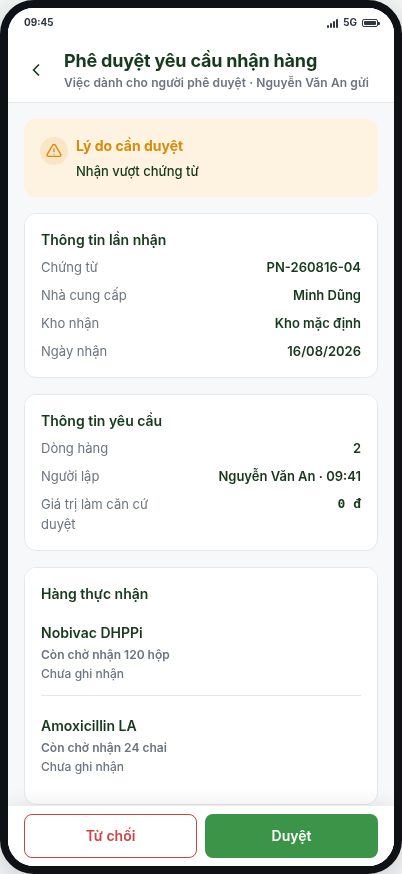 09:45
5G
Phê duyệt yêu cầu nhận hàng
Việc dành cho người phê duyệt · Nguyễn Văn An gửi
Lý do cần duyệt
Nhận vượt chứng từ
Thông tin lần nhận
Chứng từ PN-260816-04
Nhà cung cấp Minh Dũng
Kho nhận Kho mặc định
Ngày nhận 16/08/2026
Thông tin yêu cầu
Dòng hàng 2
Người lập Nguyễn Văn An · 09:41
Giá trị làm căn cứ 0 đ
duyệt
Hàng thực nhận
Nobivac DHPPi
Còn chờ nhận 120 hộp
Chưa ghi nhận
Amoxicillin LA
Còn chờ nhận 24 chai
Chưa ghi nhận
Từ chối
Duyệt